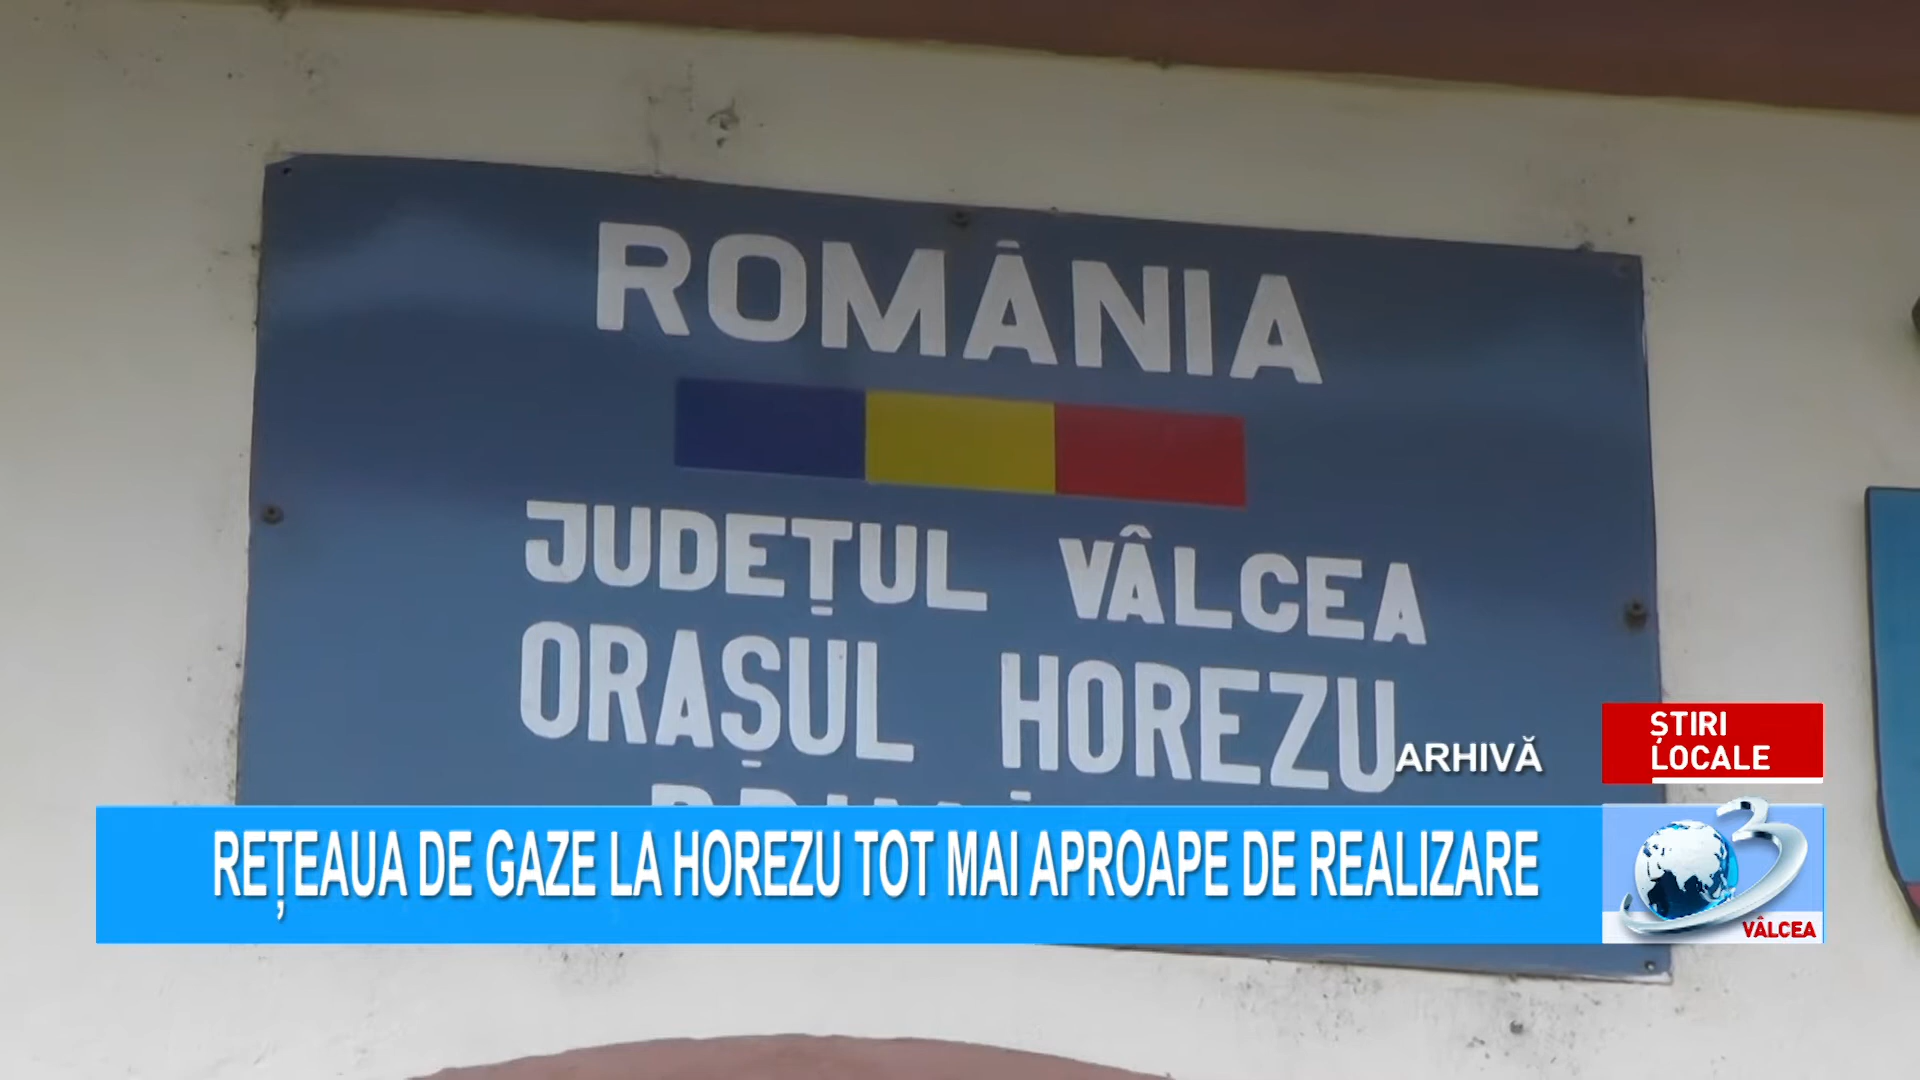 ROMÂNIA
JUDEȚUL VÂLCEA
ORAȘUL HOREZU
ARHIVĂ
ȘTIRI
LOCALE
REȚEAUA DE GAZE LA HOREZU TOT MAI APROAPE DE REALIZARE
3
VÂLCEA